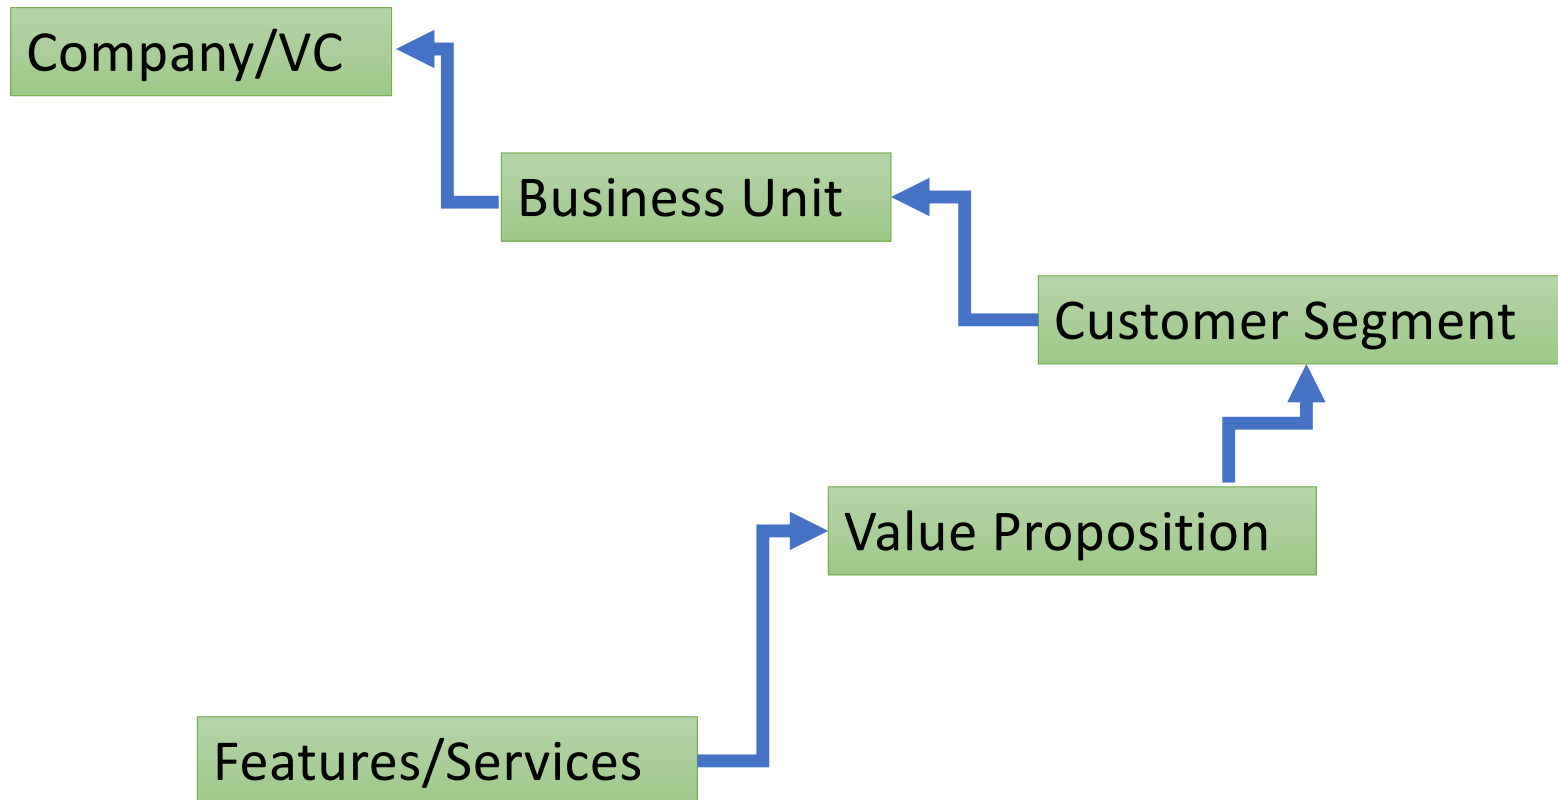 Company/VC
Business Unit
Customer Segment
Value Proposition
Features/Services